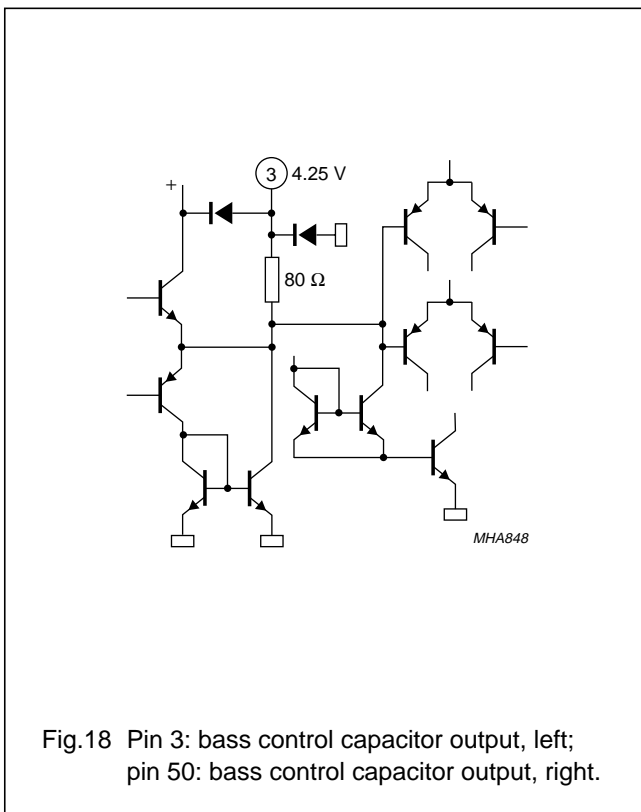 +
3 4.25 V
80 Ω
MHA848
Fig.18 Pin 3: bass control capacitor output, left;
pin 50: bass control capacitor output, right.